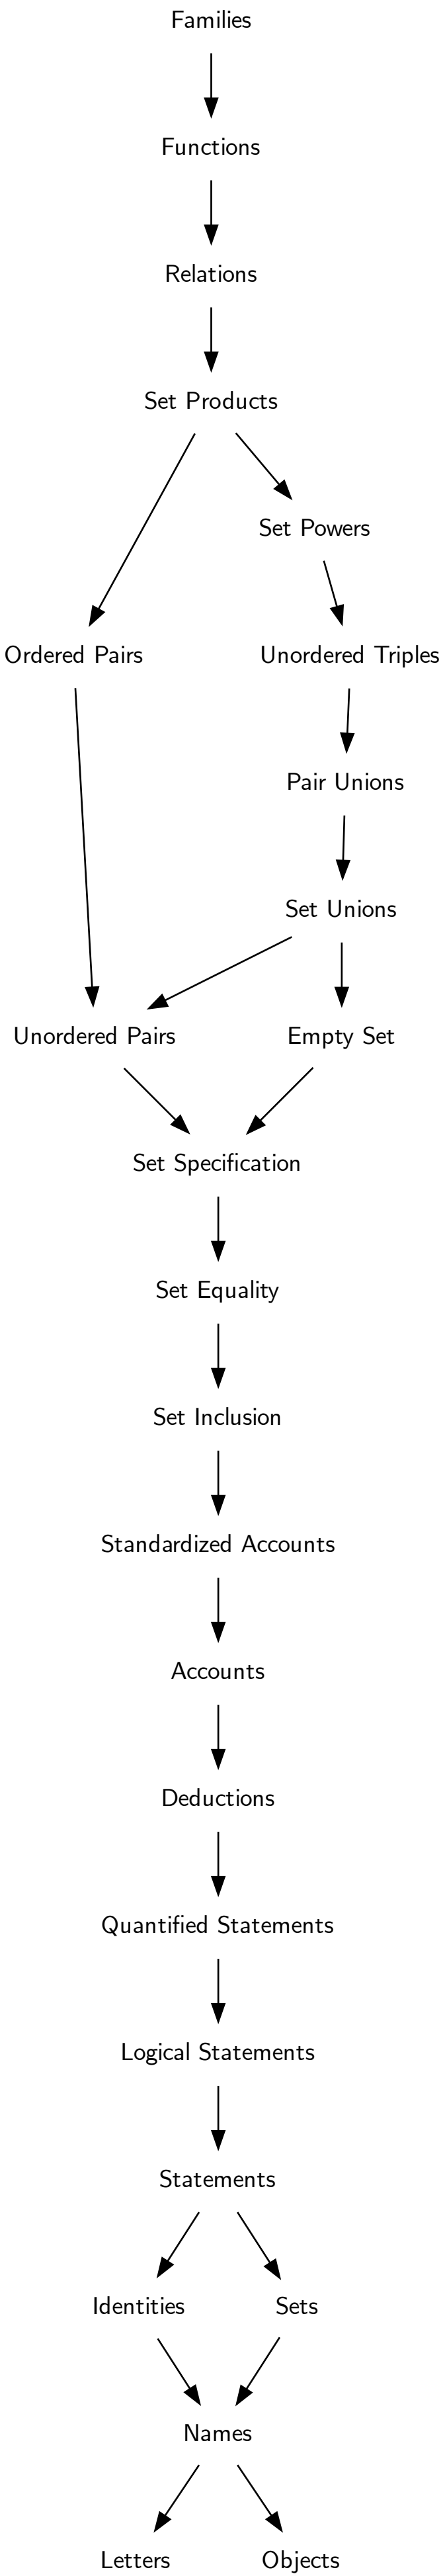 Families
Functions
Relations
Set Products
Set Powers
Ordered Pairs
Unordered Triples
Pair Unions
Set Unions
Unordered Pairs
Empty Set
Set Specification
Set Equality
Set Inclusion
Standardized Accounts
Accounts
Deductions
Quantified Statements
Logical Statements
Statements
Identities
Sets
Names
Letters
Objects